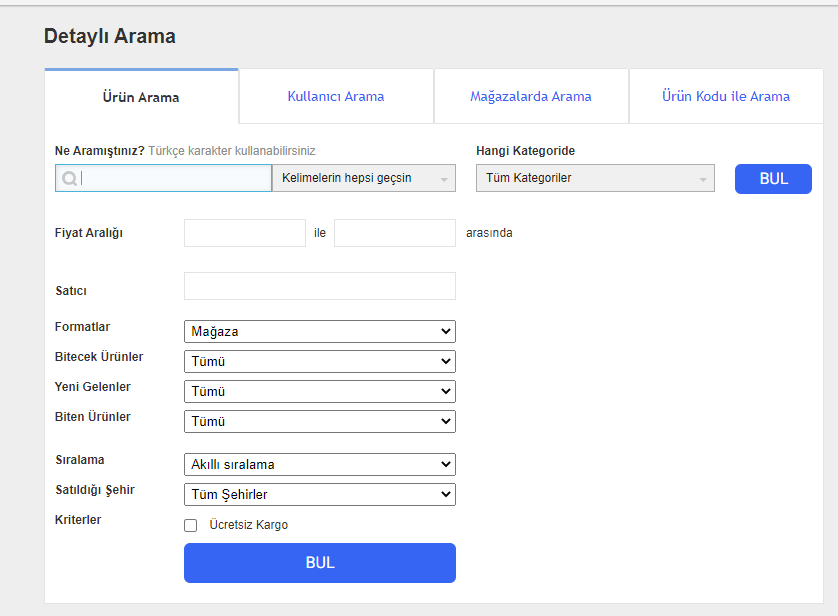 Detaylı Arama
Ürün Arama Kullanıcı Arama Mağazalarda Arama Ürün Kodu ile Arama
Ne Aramıştınız? Türkçe karakter kullanabilirsiniz Hangi Kategoride
Kelimelerin hepsi geçsin Tüm Kategoriler BUL
Fiyat Aralığı ile arasında
Satıcı
Formatlar Mağaza
Bitecek Ürünler Tümü
Yeni Gelenler Tümü
Biten Ürünler Tümü
Sıralama Akıllı sıralama
Satıldığı Şehir Tüm Şehirler
Kriterler Ücretsiz Kargo
BUL